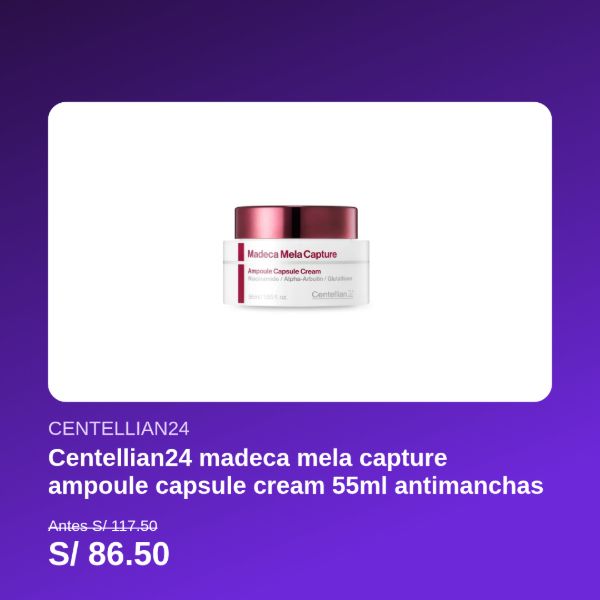 Madeca Mela Capture
Ampoule Capsule Cream
Niacinamide / Alpha-Arbutin / Glutathione
Centellian24
CENTELLIAN24
Centellian24 madeca mela capture
ampoule capsule cream 55ml antimanchas
Antes S/ 117.50
S/ 86.50